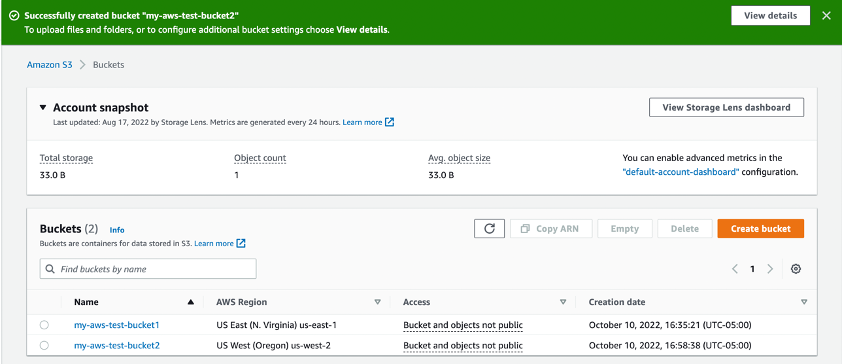 Successfully created bucket "my-aws-test-bucket2"
To upload files and folders, or to configure additional bucket settings choose View details.
View details
Amazon S3 > Buckets
Account snapshot
Last updated: Aug 17, 2022 by Storage Lens. Metrics are generated every 24 hours. Learn more
View Storage Lens dashboard
Total storage
33.0 B
Object count
1
Avg. object size
33.0 B
You can enable advanced metrics in the
"default-account-dashboard" configuration.
Buckets (2) Info
Buckets are containers for data stored in S3. Learn more
Copy ARN Empty Delete Create bucket
Find buckets by name
1
Name AWS Region Access Creation date
my-aws-test-bucket1 US East (N. Virginia) us-east-1 Bucket and objects not public October 10, 2022, 16:35:21 (UTC-05:00)
my-aws-test-bucket2 US West (Oregon) us-west-2 Bucket and objects not public October 10, 2022, 16:58:38 (UTC-05:00)